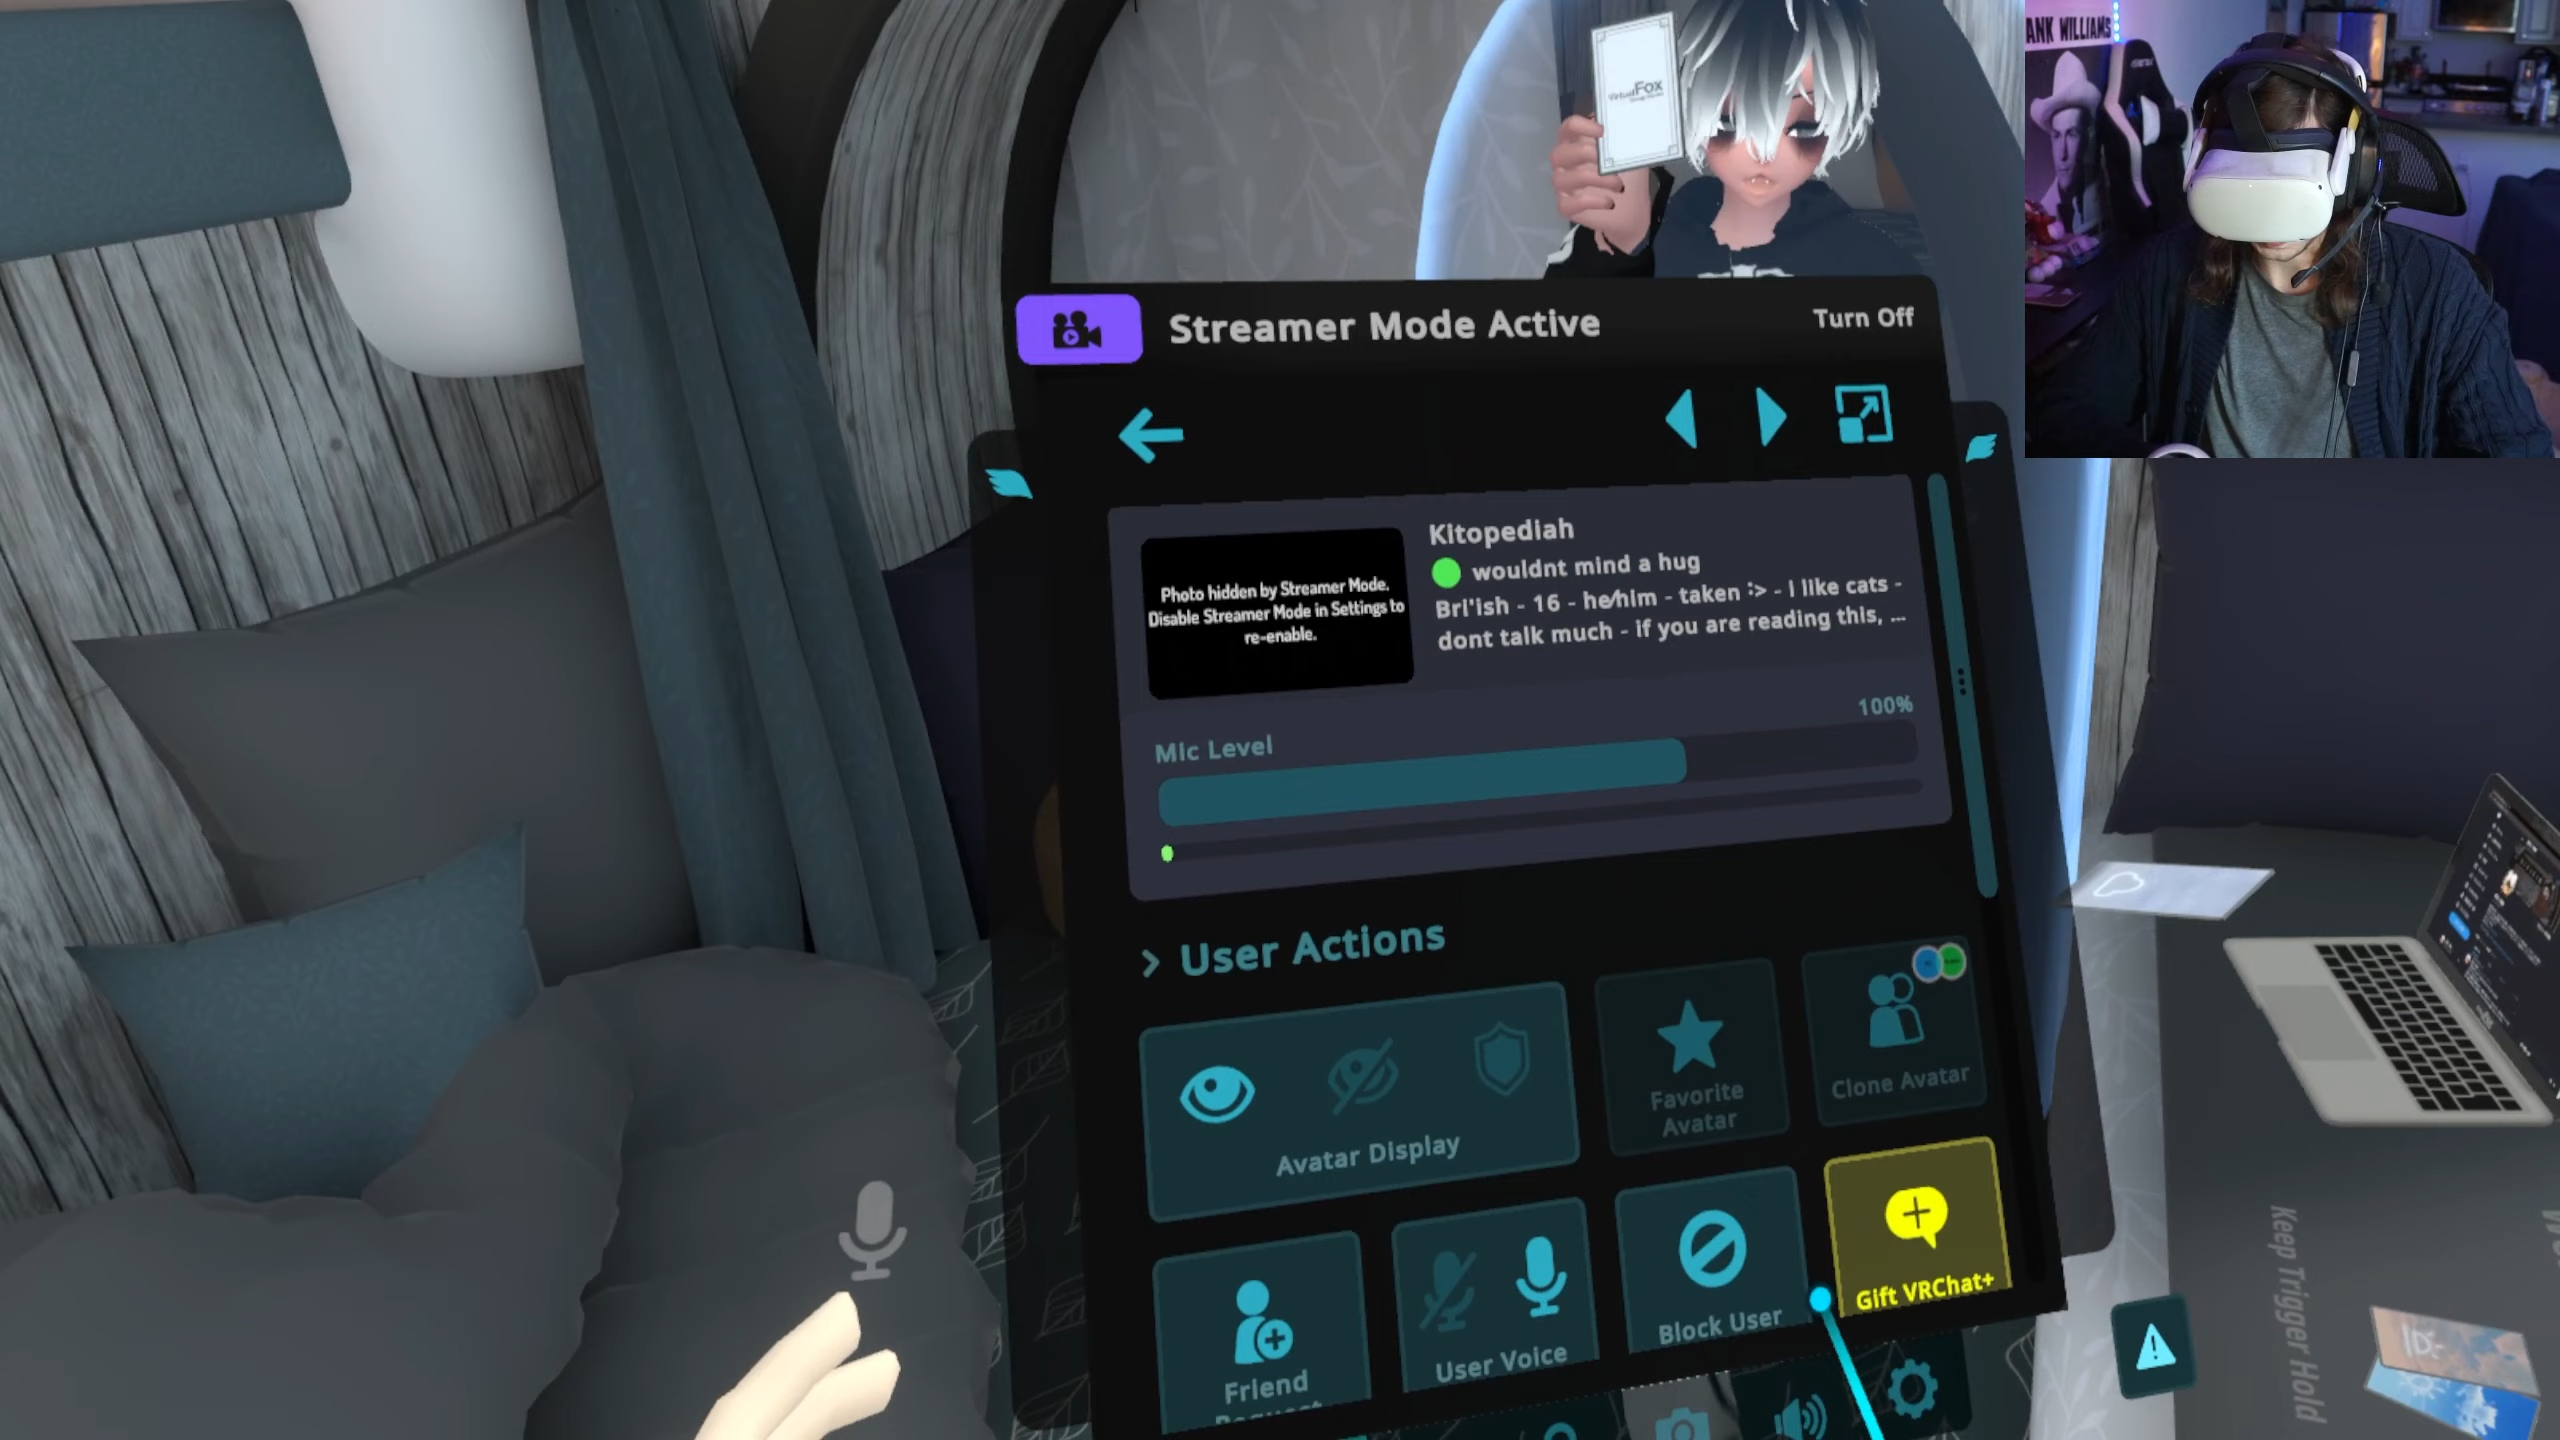 ANK WILLIAMS
VirtualFox
Streamer Mode Active
Turn Off
Photo hidden by Streamer Mode.
Disable Streamer Mode in Settings to
re-enable.
Kitopediah
wouldnt mind a hug
Bri'ish - 16 - he/him - taken :> - I like cats -
dont talk much - if you are reading this, ...
100%
Mic Level
User Actions
Avatar Display
Favorite
Avatar
Clone Avatar
Friend
Request
User Voice
Block User
Gift VRChat+
Keep Trigger Hold